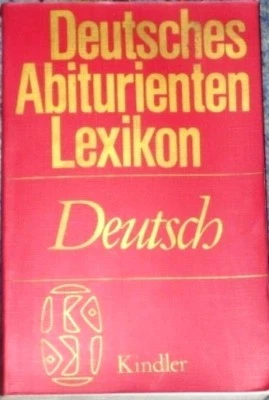 Deutsches
Abiturienten
Lexikon
Deutsch
Kindler